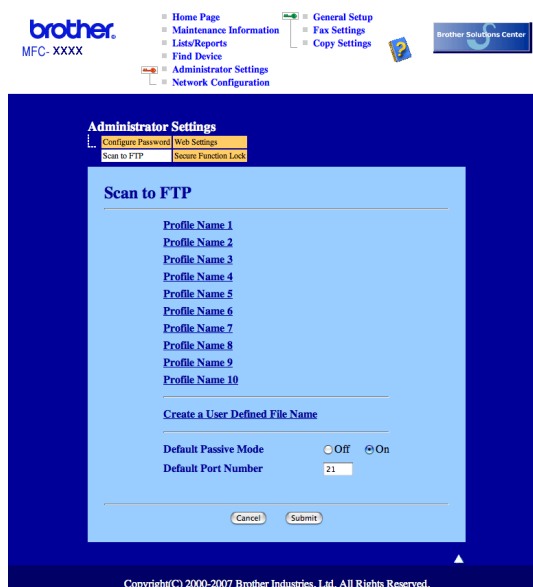 brother.
MFC- XXXX
Home Page
Maintenance Information
Lists/Reports
Find Device
Administrator Settings
Network Configuration
General Setup
Fax Settings
Copy Settings
Brother Solutions Center
Administrator Settings
Configure Password Web Settings
Scan to FTP Secure Function Lock
Scan to FTP
Profile Name 1
Profile Name 2
Profile Name 3
Profile Name 4
Profile Name 5
Profile Name 6
Profile Name 7
Profile Name 8
Profile Name 9
Profile Name 10
Create a User Defined File Name
Default Passive Mode Off On
Default Port Number 21
Cancel Submit
Copyright(C) 2000-2007 Brother Industries, Ltd. All Rights Reserved.